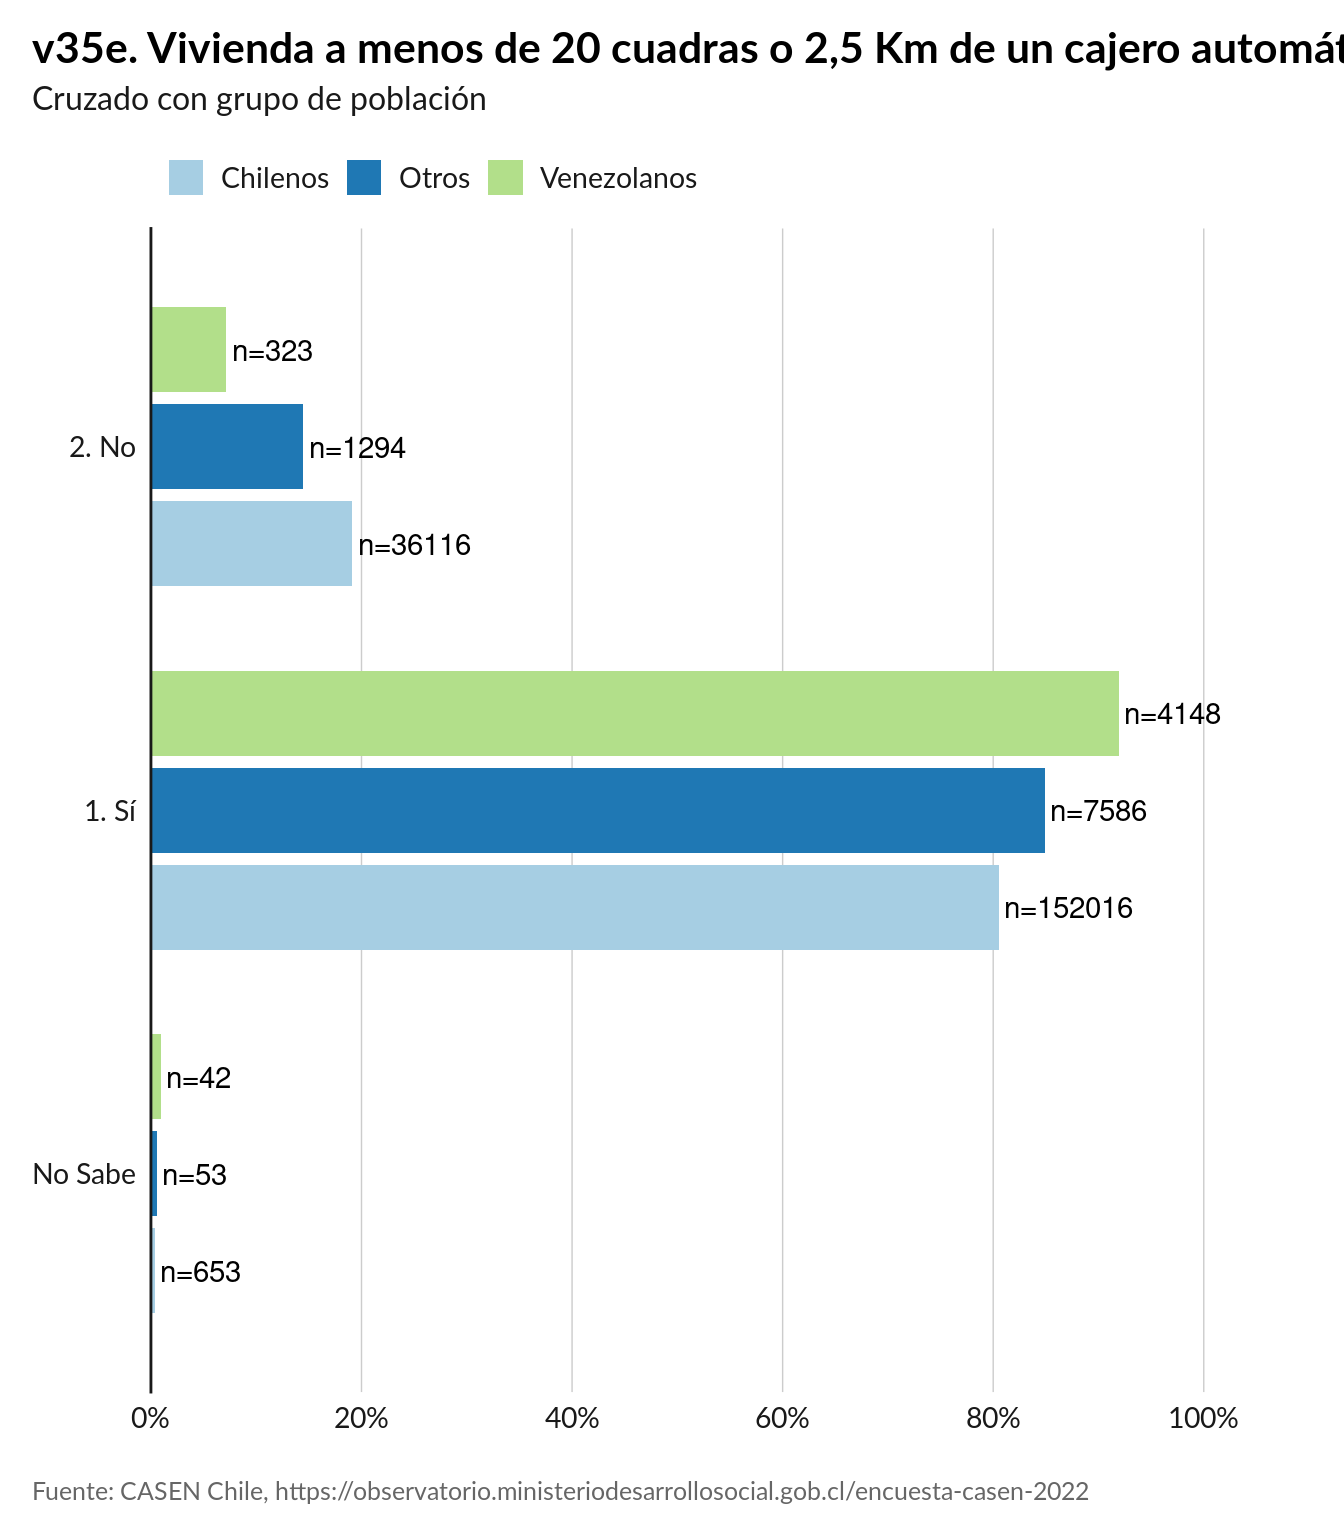 v35e. Vivienda a menos de 20 cuadras o 2,5 Km de un cajero automát
Cruzado con grupo de población
Chilenos Otros Venezolanos
n=323
2. No n=1294
n=36116
n=4148
1. Sí n=7586
n=152016
n=42
No Sabe n=53
n=653
0% 20% 40% 60% 80% 100%
Fuente: CASEN Chile, https://observatorio.ministeriodesarrollosocial.gob.cl/encuesta-casen-2022